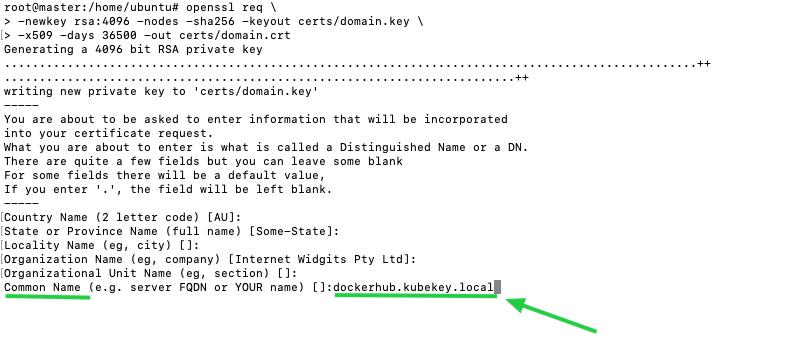 root@master:/home/ubuntu# openssl req \
> -newkey rsa:4096 -nodes -sha256 -keyout certs/domain.key \
[> -x509 -days 36500 -out certs/domain.crt
Generating a 4096 bit RSA private key
...................................................................................................++
.........................................................................++
writing new private key to 'certs/domain.key'
-----
You are about to be asked to enter information that will be incorporated
into your certificate request.
What you are about to enter is what is called a Distinguished Name or a DN.
There are quite a few fields but you can leave some blank
For some fields there will be a default value,
If you enter '.', the field will be left blank.
-----
[Country Name (2 letter code) [AU]:
[State or Province Name (full name) [Some-State]:
[Locality Name (eg, city) []:
[Organization Name (eg, company) [Internet Widgits Pty Ltd]:
[Organizational Unit Name (eg, section) []:
Common Name (e.g. server FQDN or YOUR name) []:dockerhub.kubekey.local